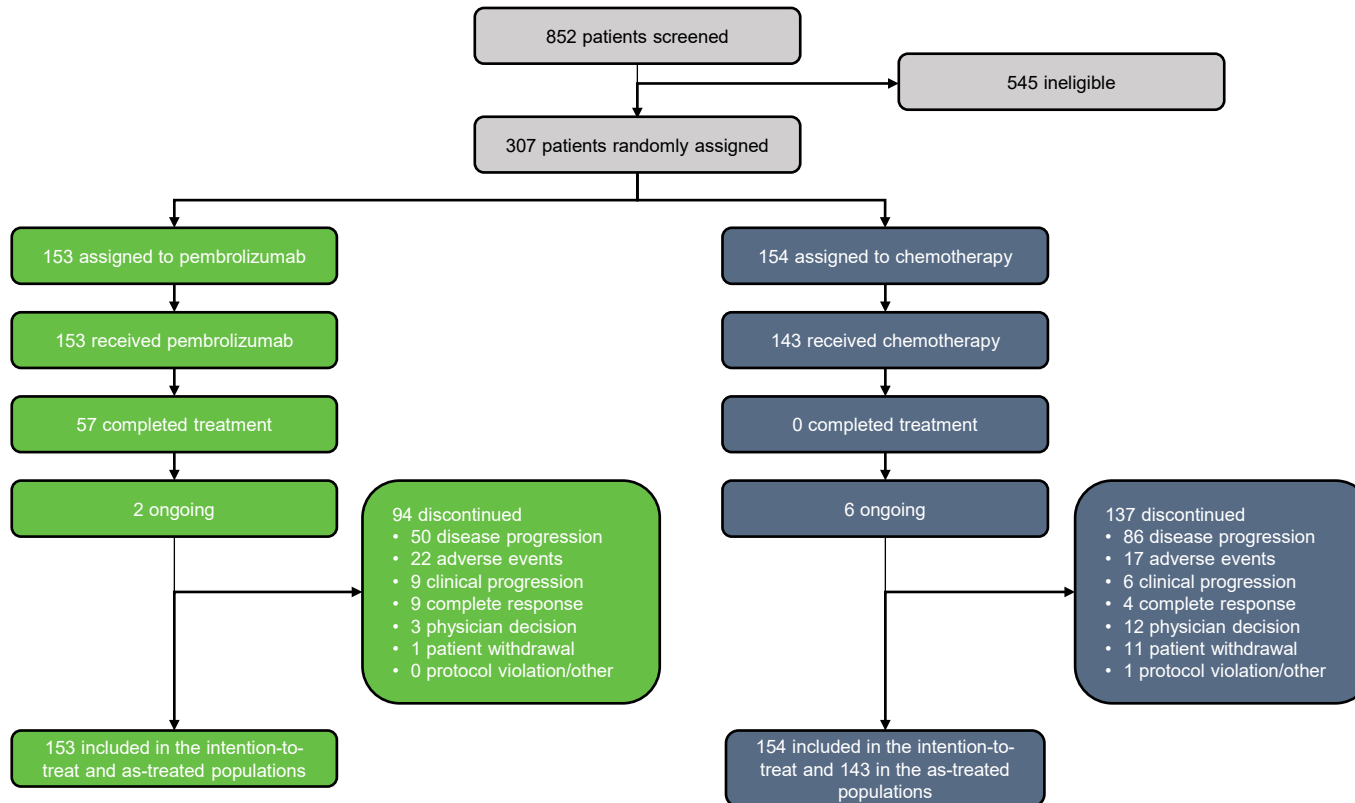 852 patients screened
545 ineligible
307 patients randomly assigned
153 assigned to pembrolizumab
154 assigned to chemotherapy
153 received pembrolizumab
143 received chemotherapy
57 completed treatment
0 completed treatment
2 ongoing
94 discontinued
• 50 disease progression
• 22 adverse events
• 9 clinical progression
• 9 complete response
• 3 physician decision
• 1 patient withdrawal
• 0 protocol violation/other
6 ongoing
137 discontinued
• 86 disease progression
• 17 adverse events
• 6 clinical progression
• 4 complete response
• 12 physician decision
• 11 patient withdrawal
• 1 protocol violation/other
153 included in the intention-to-
treat and as-treated populations
154 included in the intention-to-
treat and 143 in the as-treated
populations